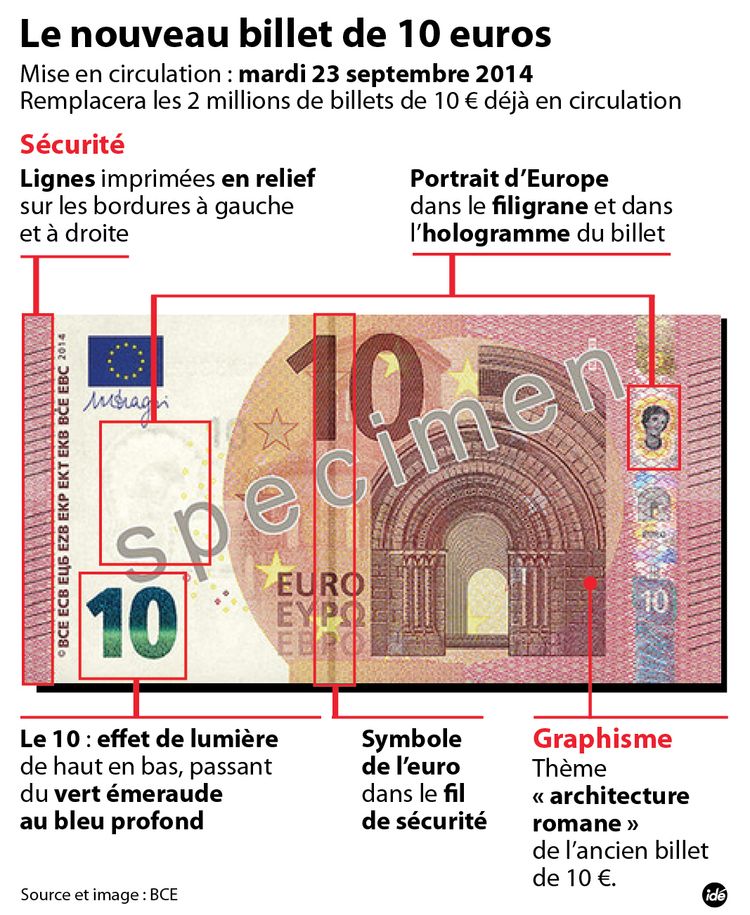 Le nouveau billet de 10 euros
Mise en circulation : mardi 23 septembre 2014
Remplacera les 2 millions de billets de 10 € déjà en circulation
Sécurité
Lignes imprimées en relief
sur les bordures à gauche
et à droite
Portrait d’Europe
dans le filigrane et dans
l’hologramme du billet
© BCE ECB ЕЦБ EZB EKP EKT EKB BĊE EBC 2014
10
specimen
EURO
ΕΥΡΩ
ЕВРО
10
10
Le 10 : effet de lumière
de haut en bas, passant
du vert émeraude
au bleu profond
Symbole
de l’euro
dans le fil
de sécurité
Graphisme
Thème
« architecture
romane »
de l’ancien billet
de 10 €.
Source et image : BCE
idé